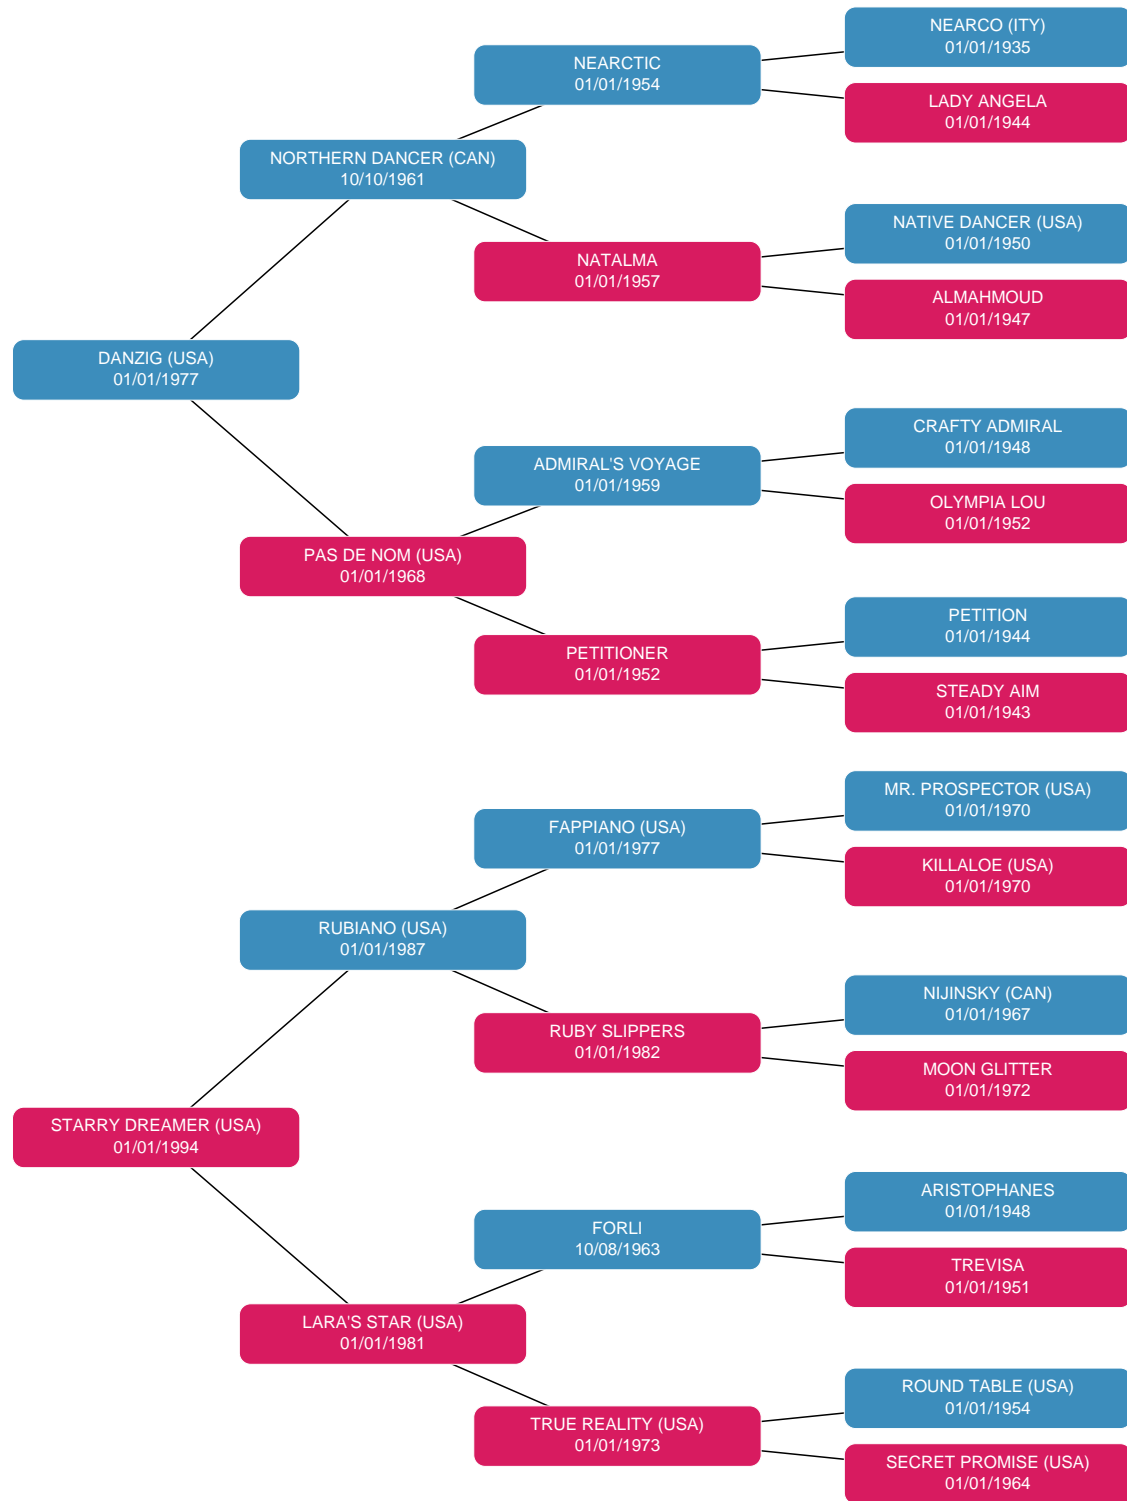 NEARCO (ITY)
01/01/1935
NEARCTIC
01/01/1954
LADY ANGELA
01/01/1944
NORTHERN DANCER (CAN)
10/10/1961
NATIVE DANCER (USA)
01/01/1950
NATALMA
01/01/1957
ALMAHMOUD
01/01/1947
DANZIG (USA)
01/01/1977
CRAFTY ADMIRAL
01/01/1948
ADMIRAL'S VOYAGE
01/01/1959
OLYMPIA LOU
01/01/1952
PAS DE NOM (USA)
01/01/1968
PETITION
01/01/1944
PETITIONER
01/01/1952
STEADY AIM
01/01/1943
MR. PROSPECTOR (USA)
01/01/1970
FAPPIANO (USA)
01/01/1977
KILLALOE (USA)
01/01/1970
RUBIANO (USA)
01/01/1987
NIJINSKY (CAN)
01/01/1967
RUBY SLIPPERS
01/01/1982
MOON GLITTER
01/01/1972
STARRY DREAMER (USA)
01/01/1994
ARISTOPHANES
01/01/1948
FORLI
10/08/1963
TREVISA
01/01/1951
LARA'S STAR (USA)
01/01/1981
ROUND TABLE (USA)
01/01/1954
TRUE REALITY (USA)
01/01/1973
SECRET PROMISE (USA)
01/01/1964